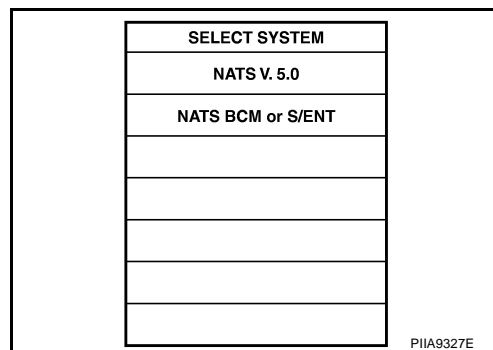 SELECT SYSTEM
NATS V. 5.0
NATS BCM or S/ENT
PIIA9327E